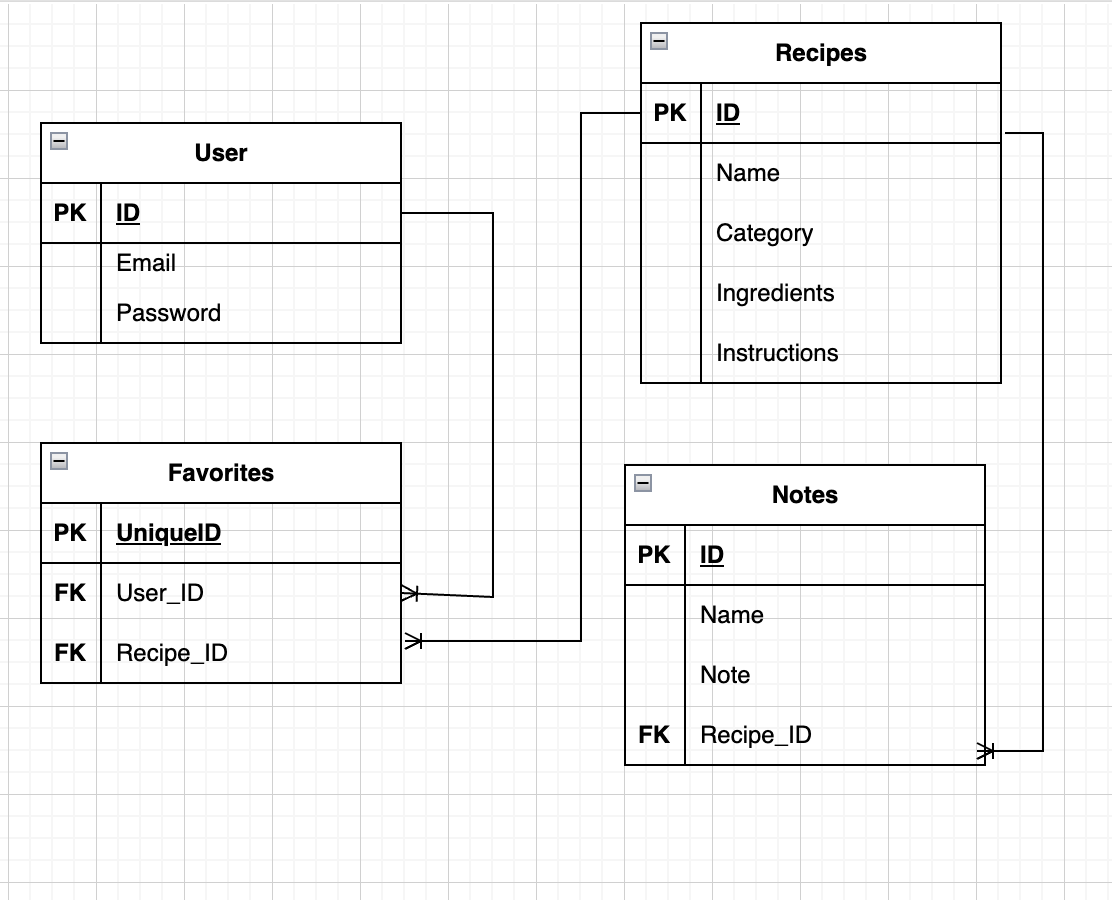 User
PK ID
Email
Password
Recipes
PK ID
Name
Category
Ingredients
Instructions
Favorites
PK UniqueID
FK User_ID
FK Recipe_ID
Notes
PK ID
Name
Note
FK Recipe_ID